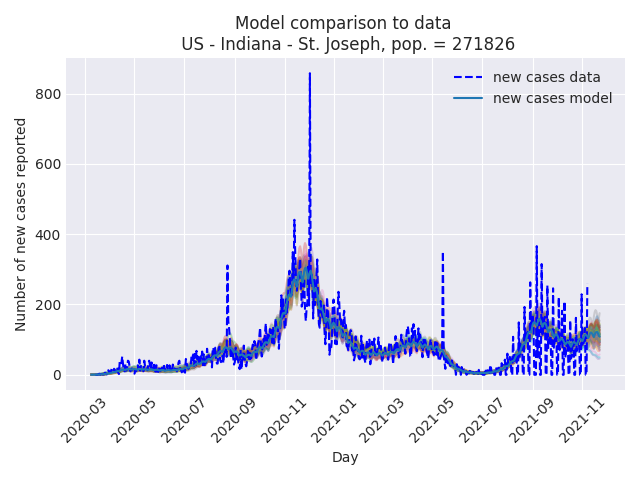 Model comparison to data
US - Indiana - St. Joseph, pop. = 271826
new cases data
new cases model
Number of new cases reported
800
600
400
200
0
2020-03
2020-05
2020-07
2020-09
2020-11
2021-01
2021-03
2021-05
2021-07
2021-09
2021-11
Day